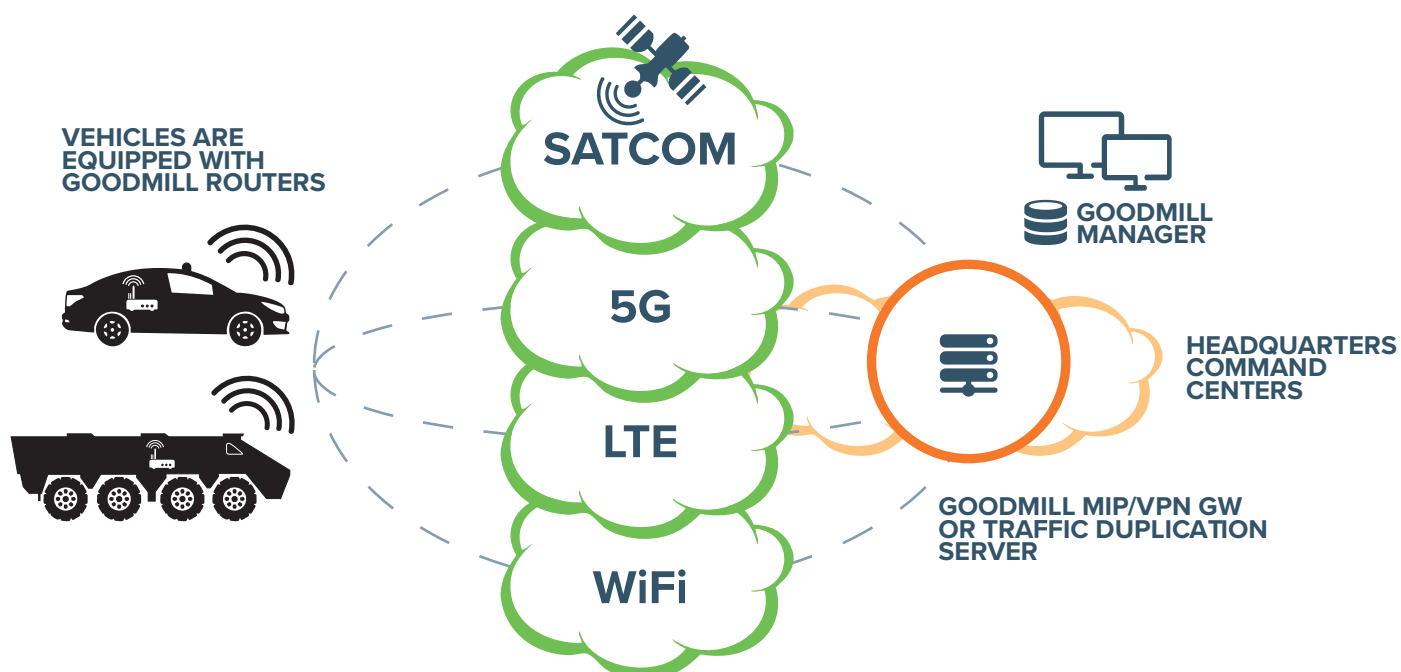 VEHICLES ARE
EQUIPPED WITH
GOODMILL ROUTERS
SATCOM
5G
LTE
WiFi
GOODMILL
MANAGER
HEADQUARTERS
COMMAND
CENTERS
GOODMILL MIP/VPN GW
OR TRAFFIC DUPLICATION
SERVER